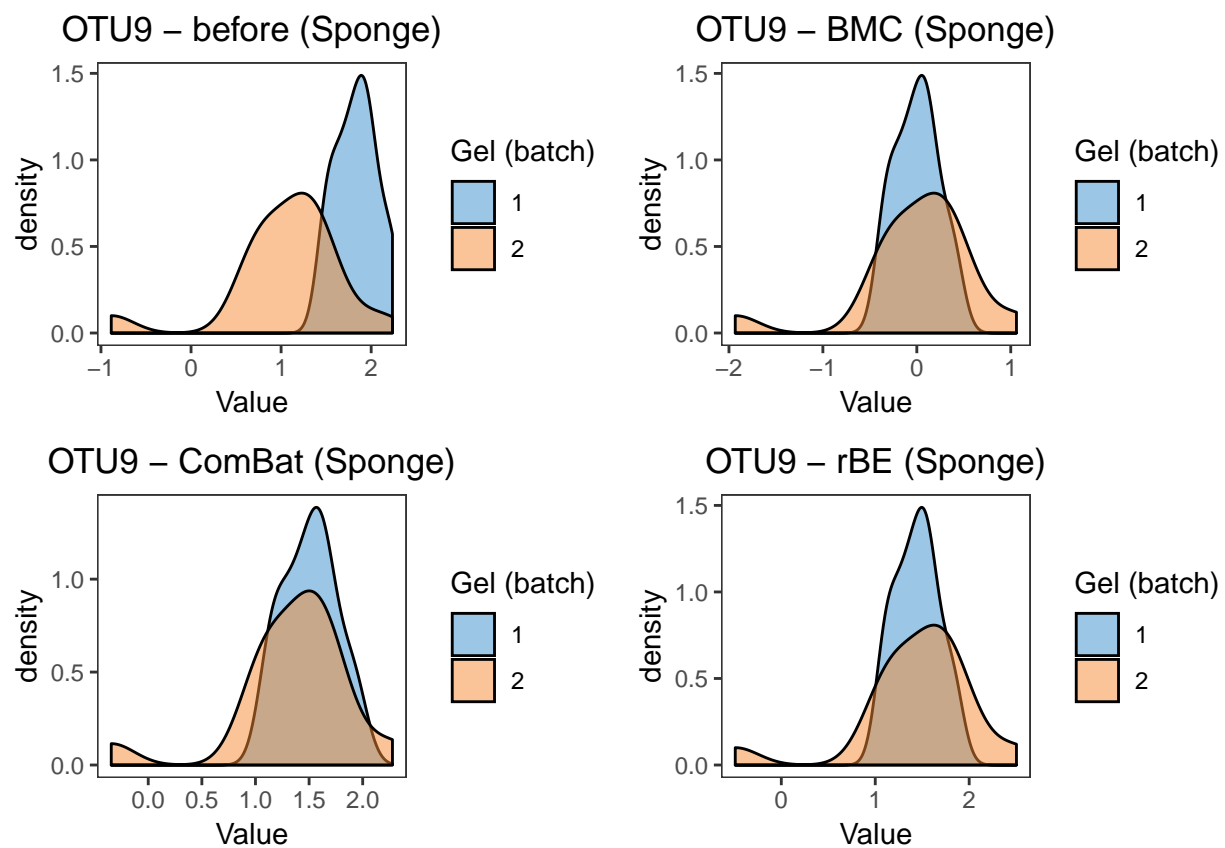 OTU9 − before (Sponge)
1.5
1.0
0.5
0.0
density
−1
0
1
2
Value
Gel (batch)
1
2
OTU9 − BMC (Sponge)
1.5
1.0
0.5
0.0
density
−2
−1
0
1
Value
Gel (batch)
1
2
OTU9 − ComBat (Sponge)
1.0
0.5
0.0
density
0.0
0.5
1.0
1.5
2.0
Value
Gel (batch)
1
2
OTU9 − rBE (Sponge)
1.5
1.0
0.5
0.0
density
0
1
2
Value
Gel (batch)
1
2